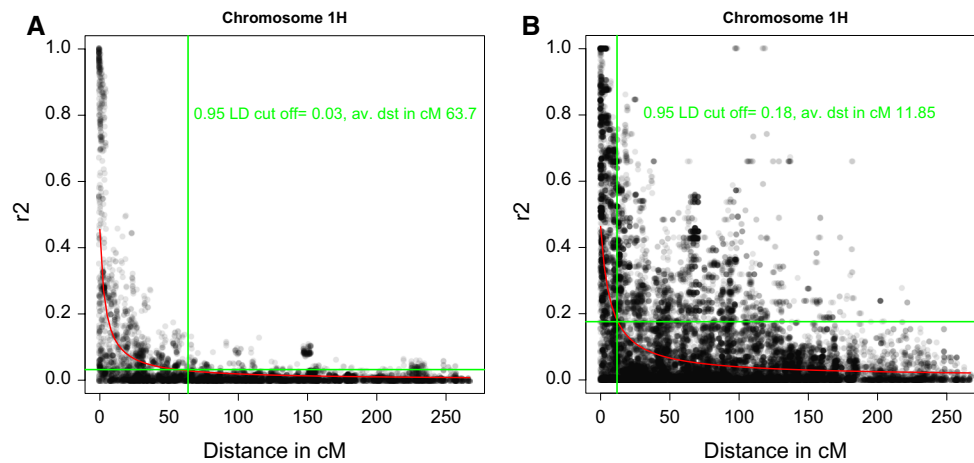 A
Chromosome 1H
0.95 LD cut off= 0.03, av. dst in cM 63.7
r2
1.0
0.8
0.6
0.4
0.2
0.0
0 50 100 150 200 250
Distance in cM
B
Chromosome 1H
0.95 LD cut off= 0.18, av. dst in cM 11.85
r2
1.0
0.8
0.6
0.4
0.2
0.0
0 50 100 150 200 250
Distance in cM